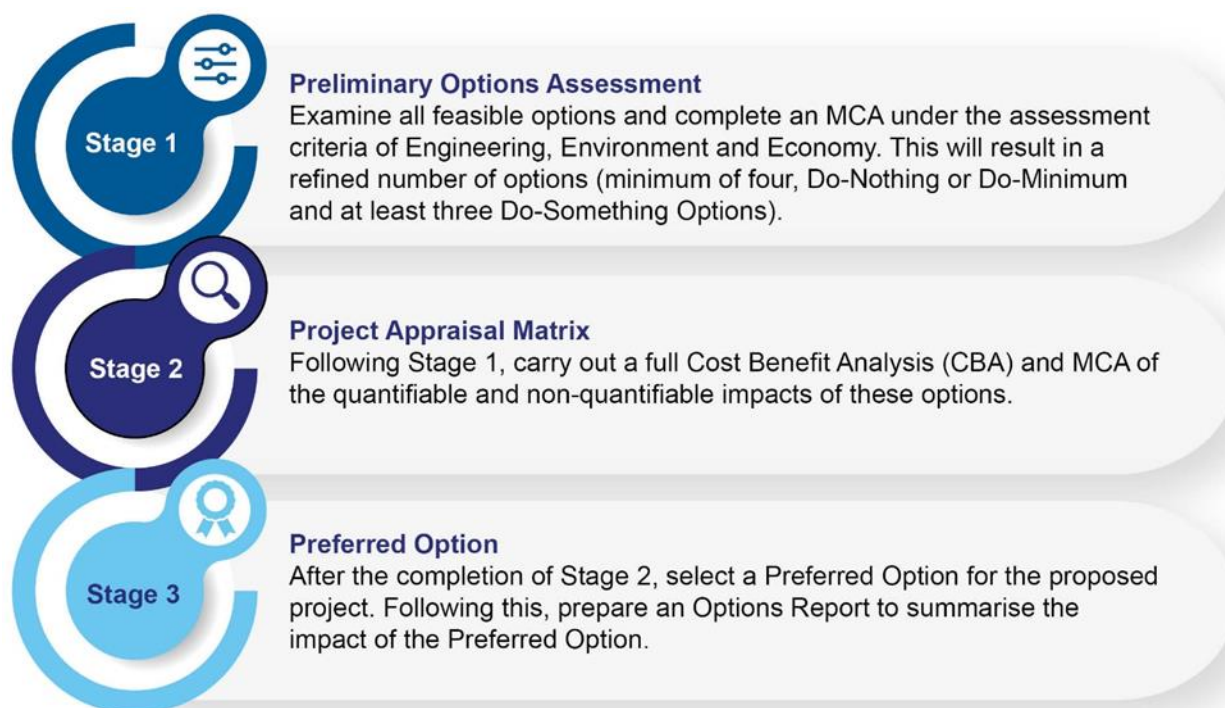 Stage 1
Preliminary Options Assessment
Examine all feasible options and complete an MCA under the assessment
criteria of Engineering, Environment and Economy. This will result in a
refined number of options (minimum of four, Do-Nothing or Do-Minimum
and at least three Do-Something Options).
Stage 2
Project Appraisal Matrix
Following Stage 1, carry out a full Cost Benefit Analysis (CBA) and MCA of
the quantifiable and non-quantifiable impacts of these options.
Stage 3
Preferred Option
After the completion of Stage 2, select a Preferred Option for the proposed
project. Following this, prepare an Options Report to summarise the
impact of the Preferred Option.